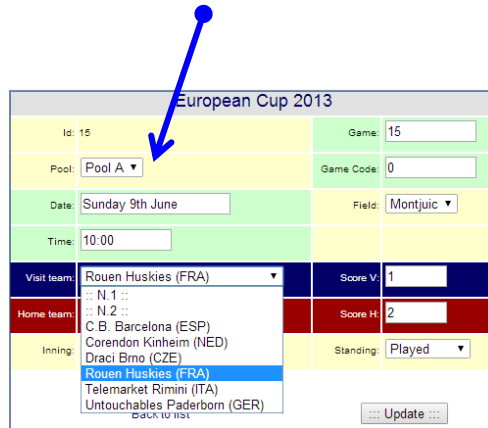 European Cup 2013
Id: 15 Game: 15
Pool: Pool A Game Code: 0
Date: Sunday 9th June Field: Montjuic
Time: 10:00
Visit team: Rouen Huskies (FRA) Score V: 1
Home team: Score H: 2
:: N.1 ::
:: N.2 ::
C.B. Barcelona (ESP)
Corendon Kinheim (NED)
Draci Brno (CZE)
Rouen Huskies (FRA)
Telemarket Rimini (ITA)
Untouchables Paderborn (GER)
Inning: Standing: Played
Back to list ::: Update :::